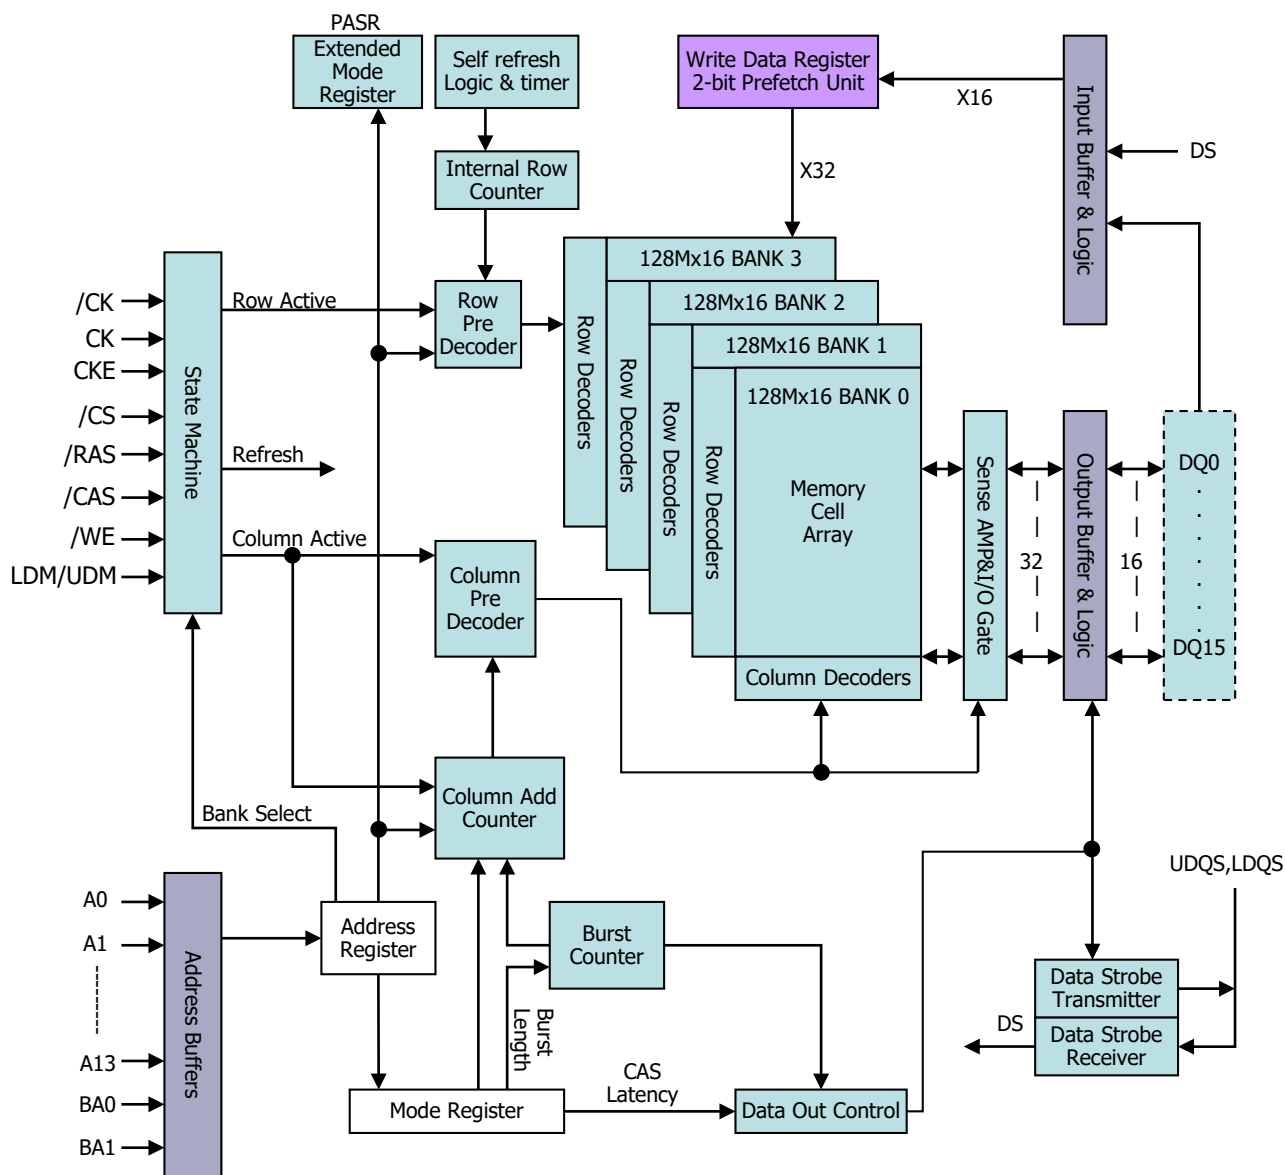 PASR
Extended
Mode
Register
Self refresh
Logic & timer
Write Data Register
2-bit Prefetch Unit
X16
Input Buffer & Logic
DS
Internal Row
Counter
X32
128Mx16 BANK 3
128Mx16 BANK 2
128Mx16 BANK 1
128Mx16 BANK 0
Row Decoders
Row Decoders
Row Decoders
Row Decoders
/CK
CK
CKE
/CS
/RAS
/CAS
/WE
LDM/UDM
State Machine
Row Active
Refresh
Column Active
Row
Pre
Decoder
Memory
Cell
Array
Sense AMP&I/O Gate
32
Output Buffer & Logic
16
DQ0
.
.
.
.
.
.
.
DQ15
Column
Pre
Decoder
Column Decoders
Column Add
Counter
Bank Select
A0
A1
A13
BA0
BA1
Address Buffers
Address
Register
Burst
Counter
Burst
Length
Mode Register
CAS
Latency
Data Out Control
UDQS,LDQS
Data Strobe
Transmitter
DS
Data Strobe
Receiver